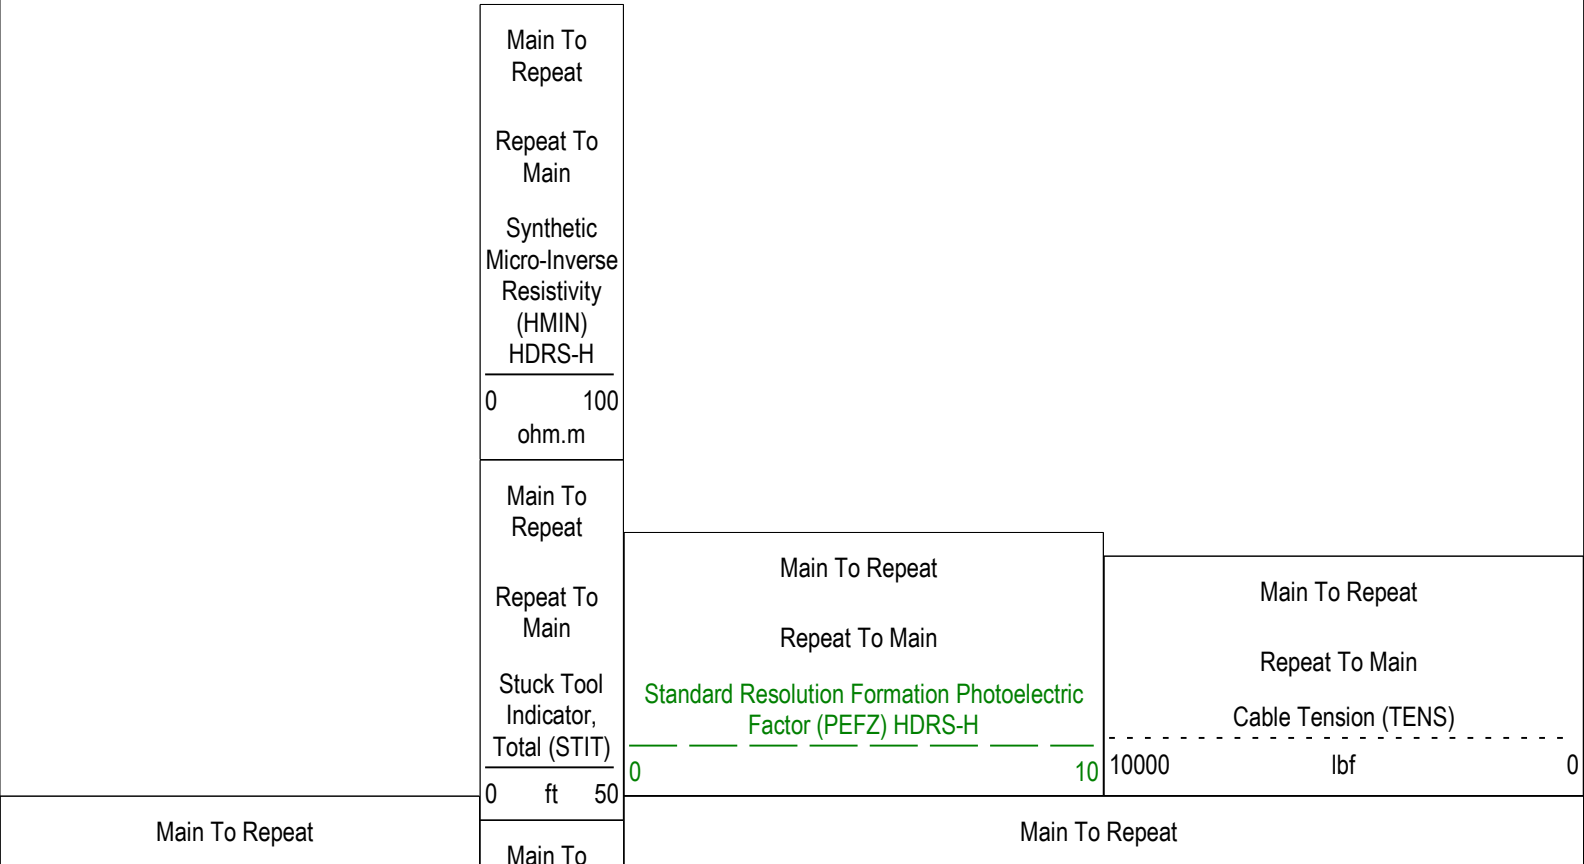 Main To
Repeat
Repeat To
Main
Synthetic
Micro-Inverse
Resistivity
(HMIN)
HDRS-H
0 100
ohm.m
Main To
Repeat
Repeat To
Main
Stuck Tool
Indicator,
Total (STIT)
0 ft 50
Main To Repeat
Repeat To Main
Standard Resolution Formation Photoelectric
Factor (PEFZ) HDRS-H
0 10
Main To Repeat
Repeat To Main
Cable Tension (TENS)
10000 lbf 0
Main To Repeat
Main To
Main To Repeat